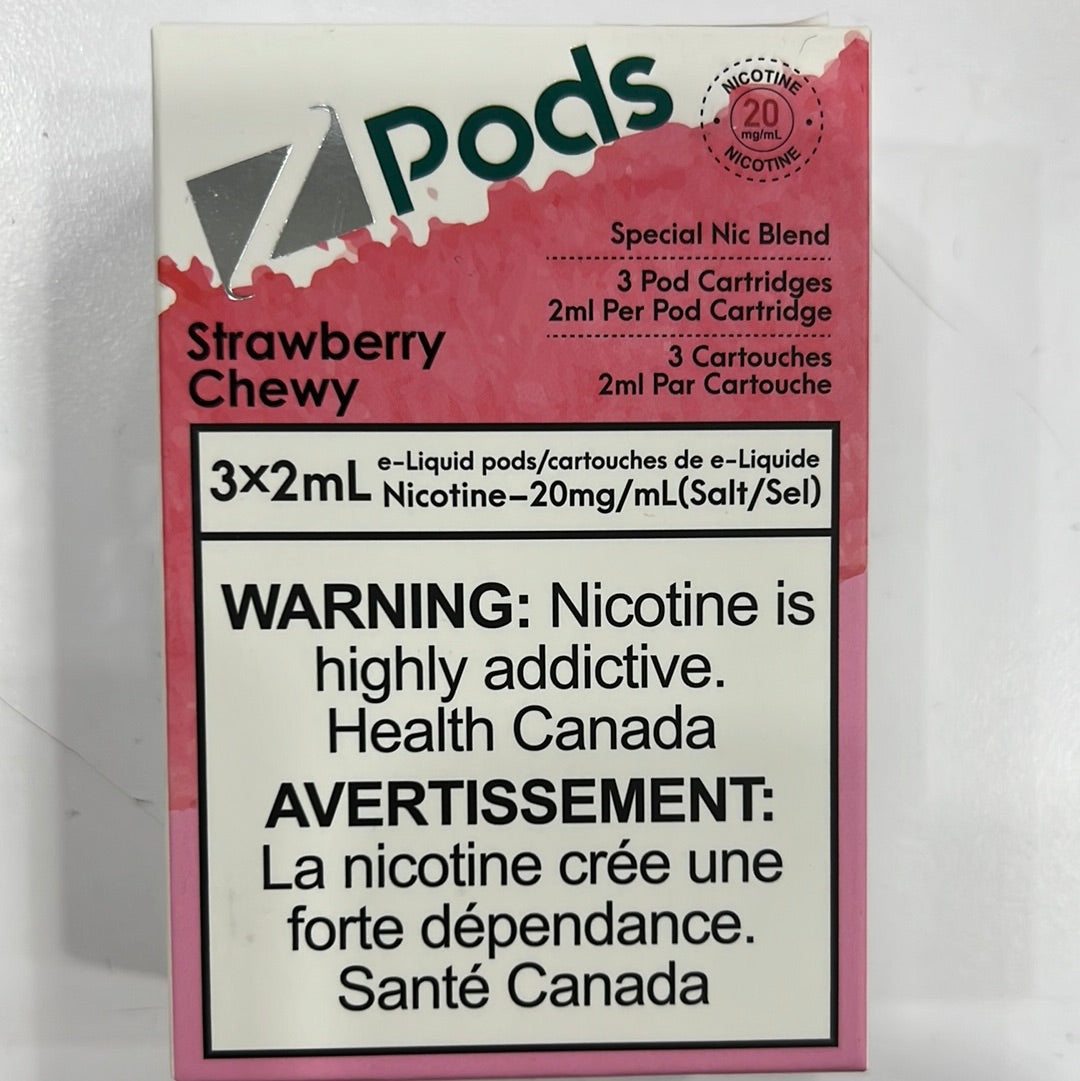 Z Pods
NICOTINE
20
mg/mL
NICOTINE
Special Nic Blend
3 Pod Cartridges
2ml Per Pod Cartridge
3 Cartouches
2ml Par Cartouche
Strawberry
Chewy
3×2mL
e-Liquid pods/cartouches de e-Liquide
Nicotine–20mg/mL(Salt/Sel)
WARNING: Nicotine is
highly addictive.
Health Canada
AVERTISSEMENT:
La nicotine crée une
forte dépendance.
Santé Canada